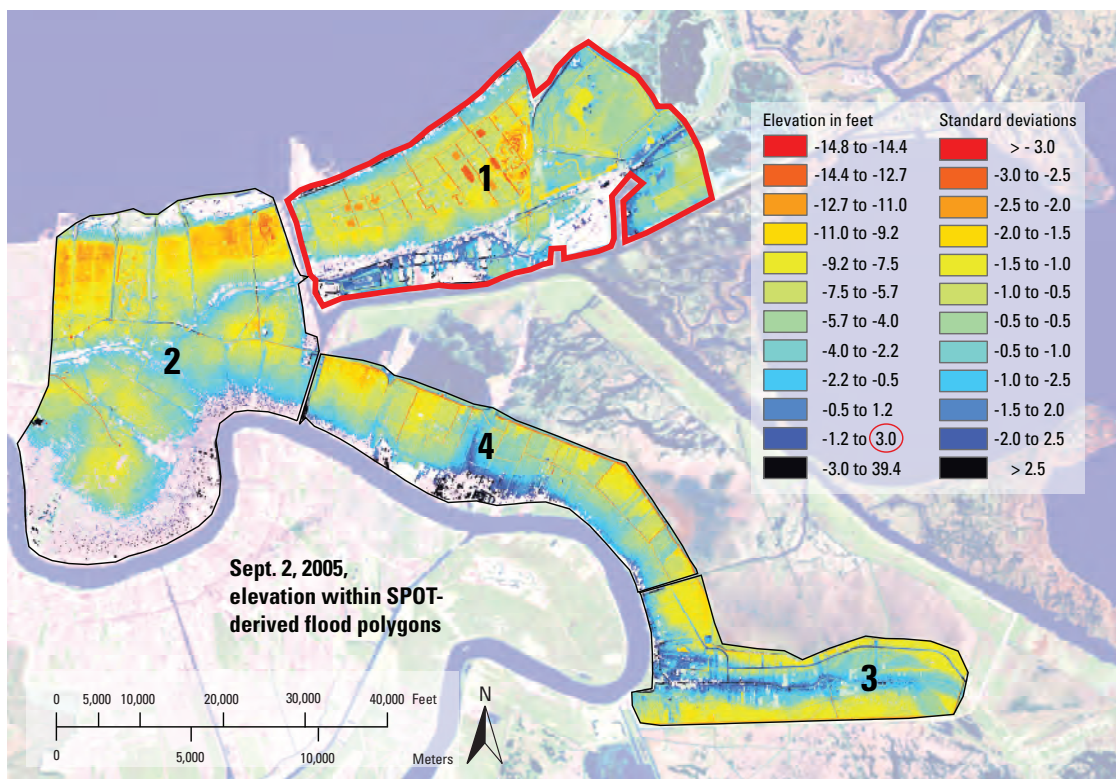 Elevation in feet
-14.8 to -14.4
-14.4 to -12.7
-12.7 to -11.0
-11.0 to -9.2
-9.2 to -7.5
-7.5 to -5.7
-5.7 to -4.0
-4.0 to -2.2
-2.2 to -0.5
-0.5 to 1.2
-1.2 to 3.0
-3.0 to 39.4
Standard deviations
> - 3.0
-3.0 to -2.5
-2.5 to -2.0
-2.0 to -1.5
-1.5 to -1.0
-1.0 to -0.5
-0.5 to -0.5
-0.5 to -1.0
-1.0 to -2.5
-1.5 to 2.0
-2.0 to 2.5
> 2.5
1
2
4
3
Sept. 2, 2005,
elevation within SPOT-
derived flood polygons
0 5,000 10,000 20,000 30,000 40,000 Feet
0 5,000 10,000 Meters
N